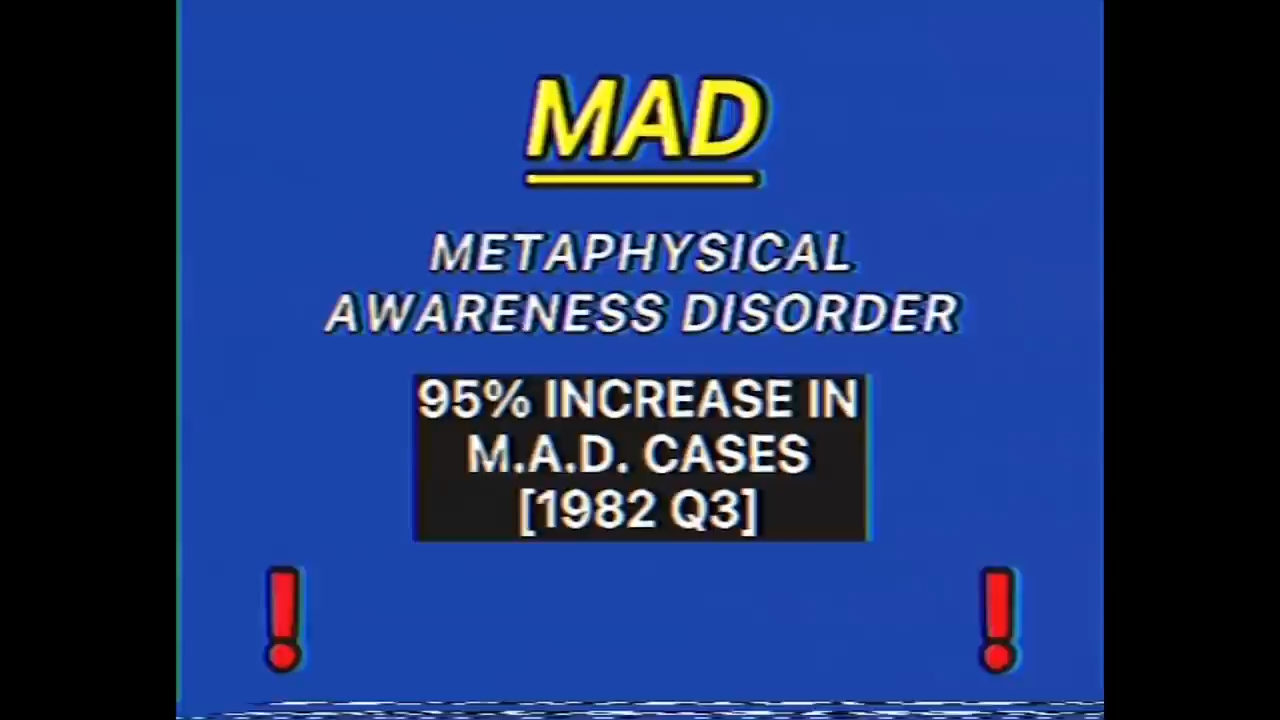 MAD
METAPHYSICAL
AWARENESS DISORDER
95% INCREASE IN
M.A.D. CASES
[1982 Q3]
! !